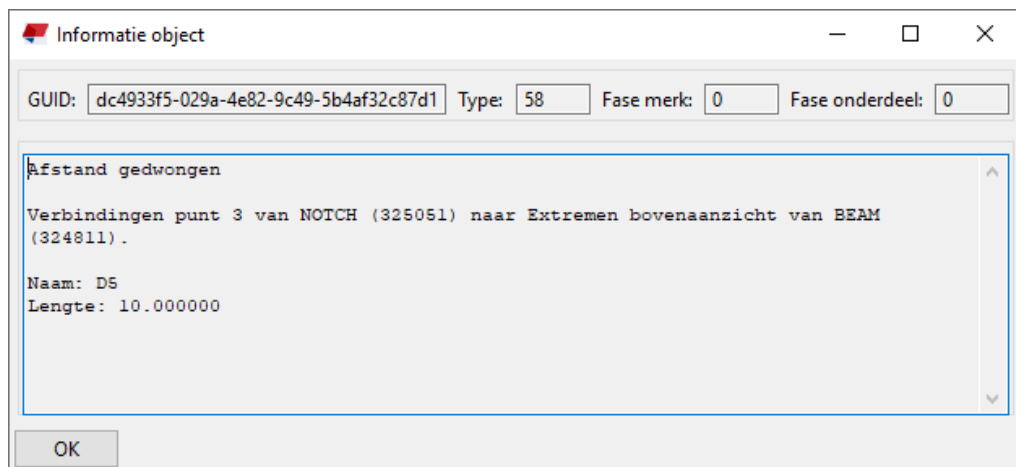 Informatie object
GUID: dc4933f5-029a-4e82-9c49-5b4af32c87d1 Type: 58 Fase merk: 0 Fase onderdeel: 0
Afstand gedwongen
Verbindingen punt 3 van NOTCH (325051) naar Extremen bovenaanzicht van BEAM
(324811).
Naam: D5
Lengte: 10.000000
OK